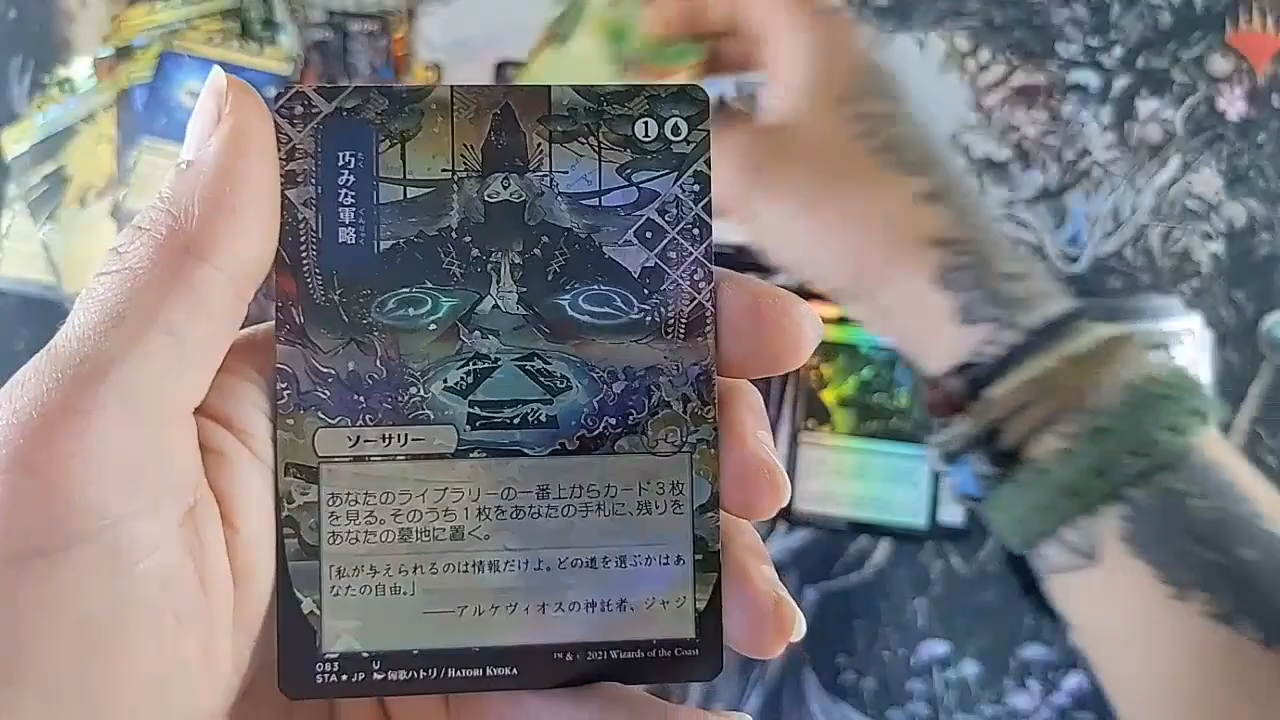 1
巧みな軍略
ソーサリー
あなたのライブラリーの一番上からカード3枚
を見る。そのうち1枚をあなたの手札に、残りを
あなたの墓地に置く。
「私が与えられるのは情報だけよ。どの道を選ぶかはあ
なたの自由。」
──アルケヴィオスの神託者、ジャジ
083 U
STA★JP 匈歌ハトリ / HATORI KYOKA
™ & © 2021 Wizards of the Coast